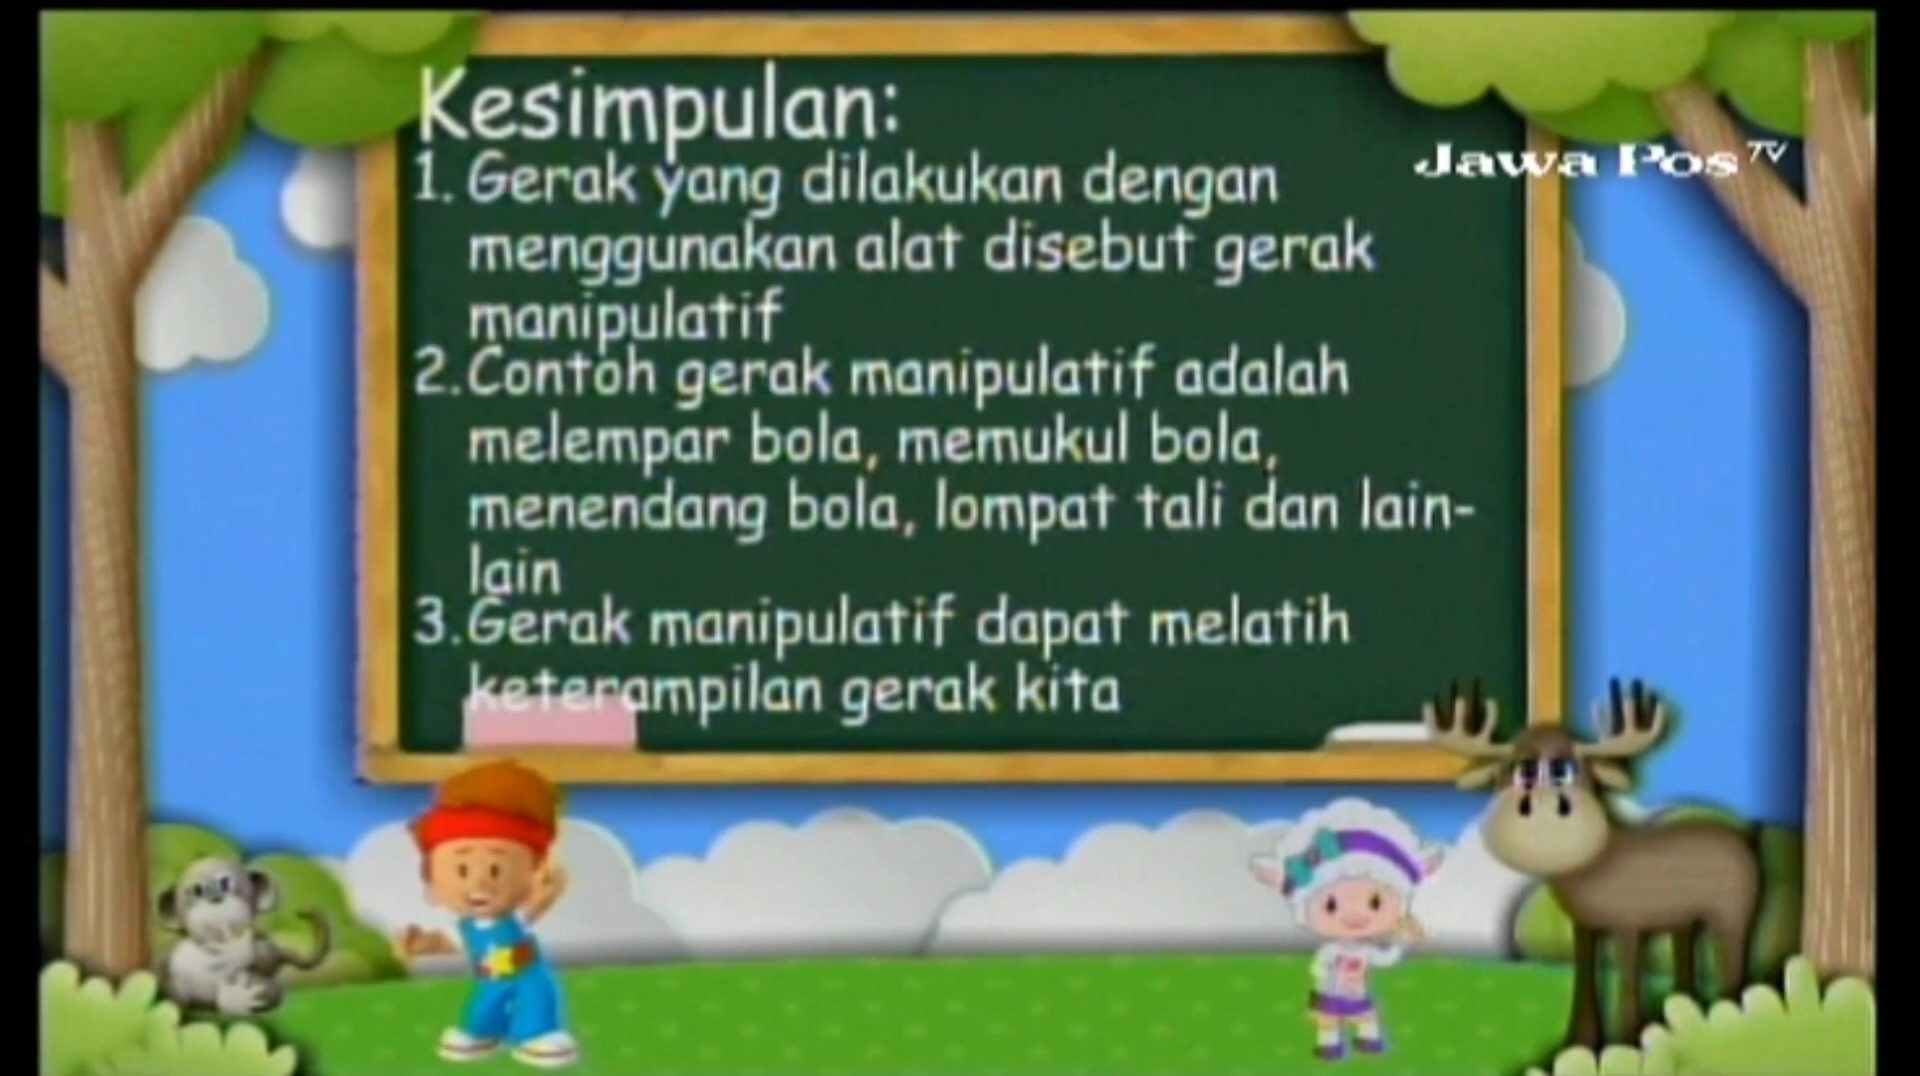 Kesimpulan:
1. Gerak yang dilakukan dengan
menggunakan alat disebut gerak
manipulatif
2. Contoh gerak manipulatif adalah
melempar bola, memukul bola,
menendang bola, lompat tali dan lain-
lain
3. Gerak manipulatif dapat melatih
keterampilan gerak kita
Jawa Pos TV